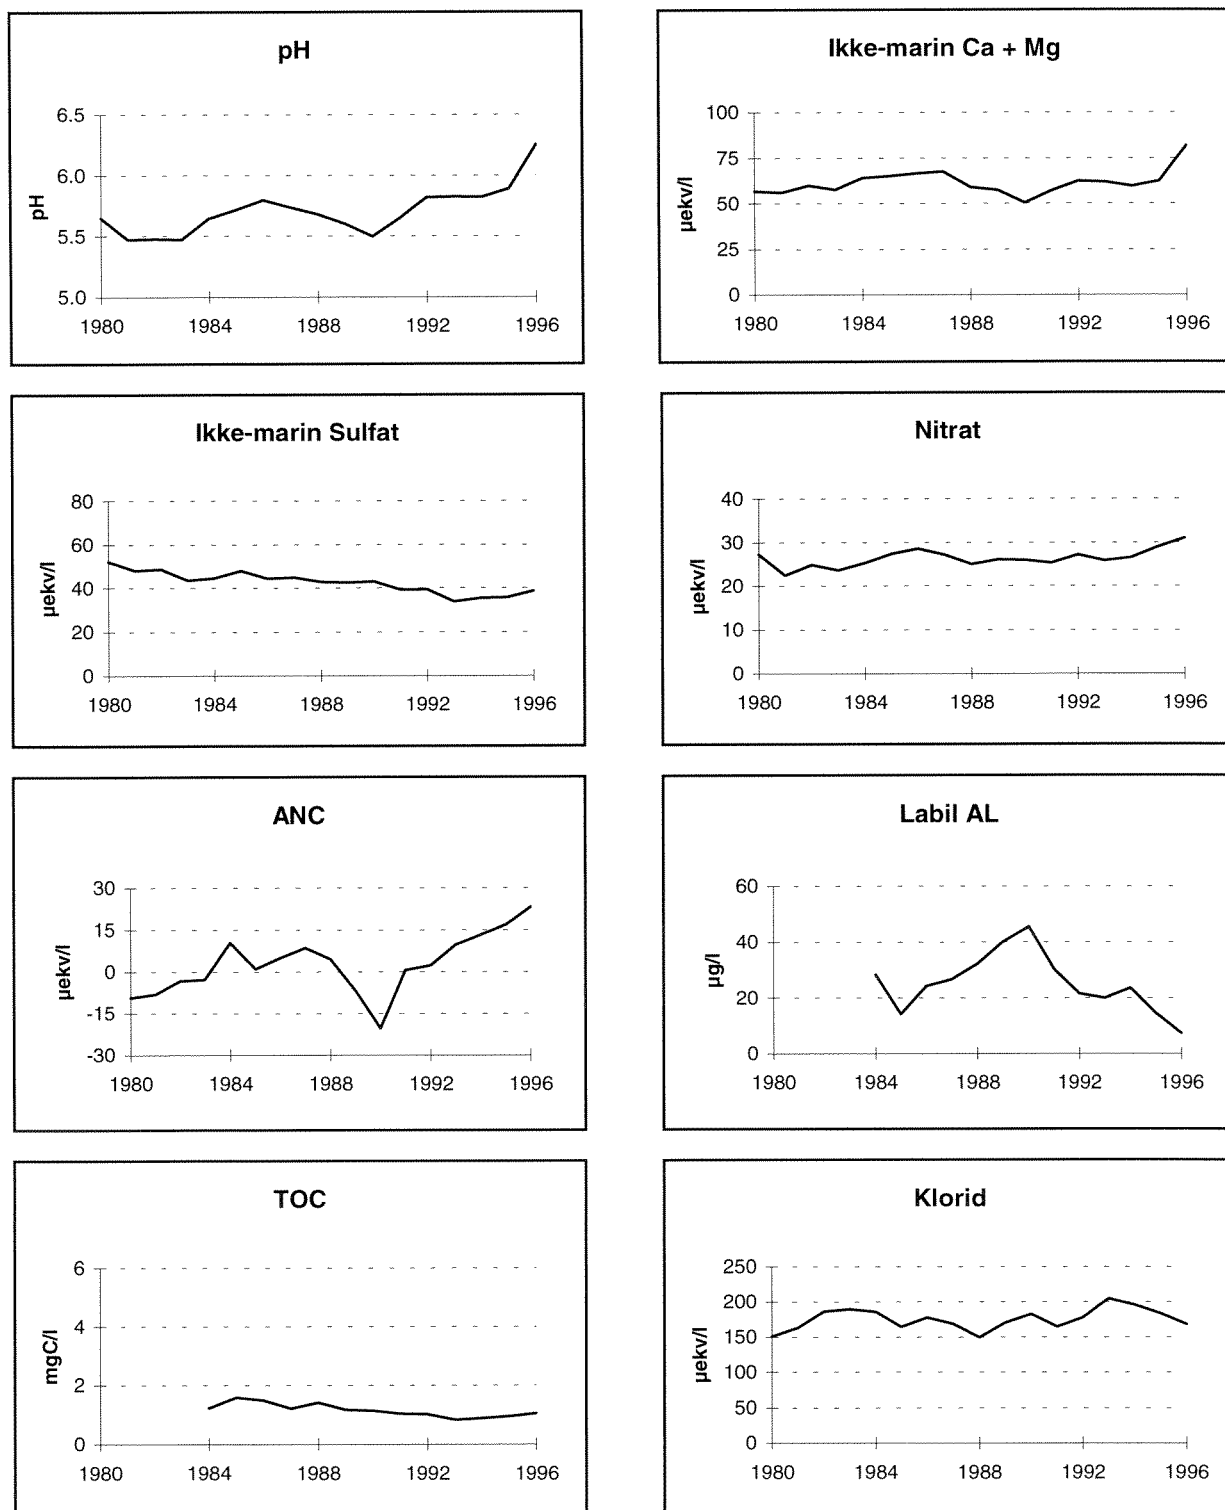 pH
6.5
6.0
5.5
5.0
pH
1980 1984 1988 1992 1996
Ikke-marin Ca + Mg
100
75
50
25
0
µekv/l
1980 1984 1988 1992 1996
Ikke-marin Sulfat
80
60
40
20
0
µekv/l
1980 1984 1988 1992 1996
Nitrat
40
30
20
10
0
µekv/l
1980 1984 1988 1992 1996
ANC
30
15
0
-15
-30
µekv/l
1980 1984 1988 1992 1996
Labil AL
60
40
20
0
µg/l
1980 1984 1988 1992 1996
TOC
6
4
2
0
mgC/l
1980 1984 1988 1992 1996
Klorid
250
200
150
100
50
0
µekv/l
1980 1984 1988 1992 1996